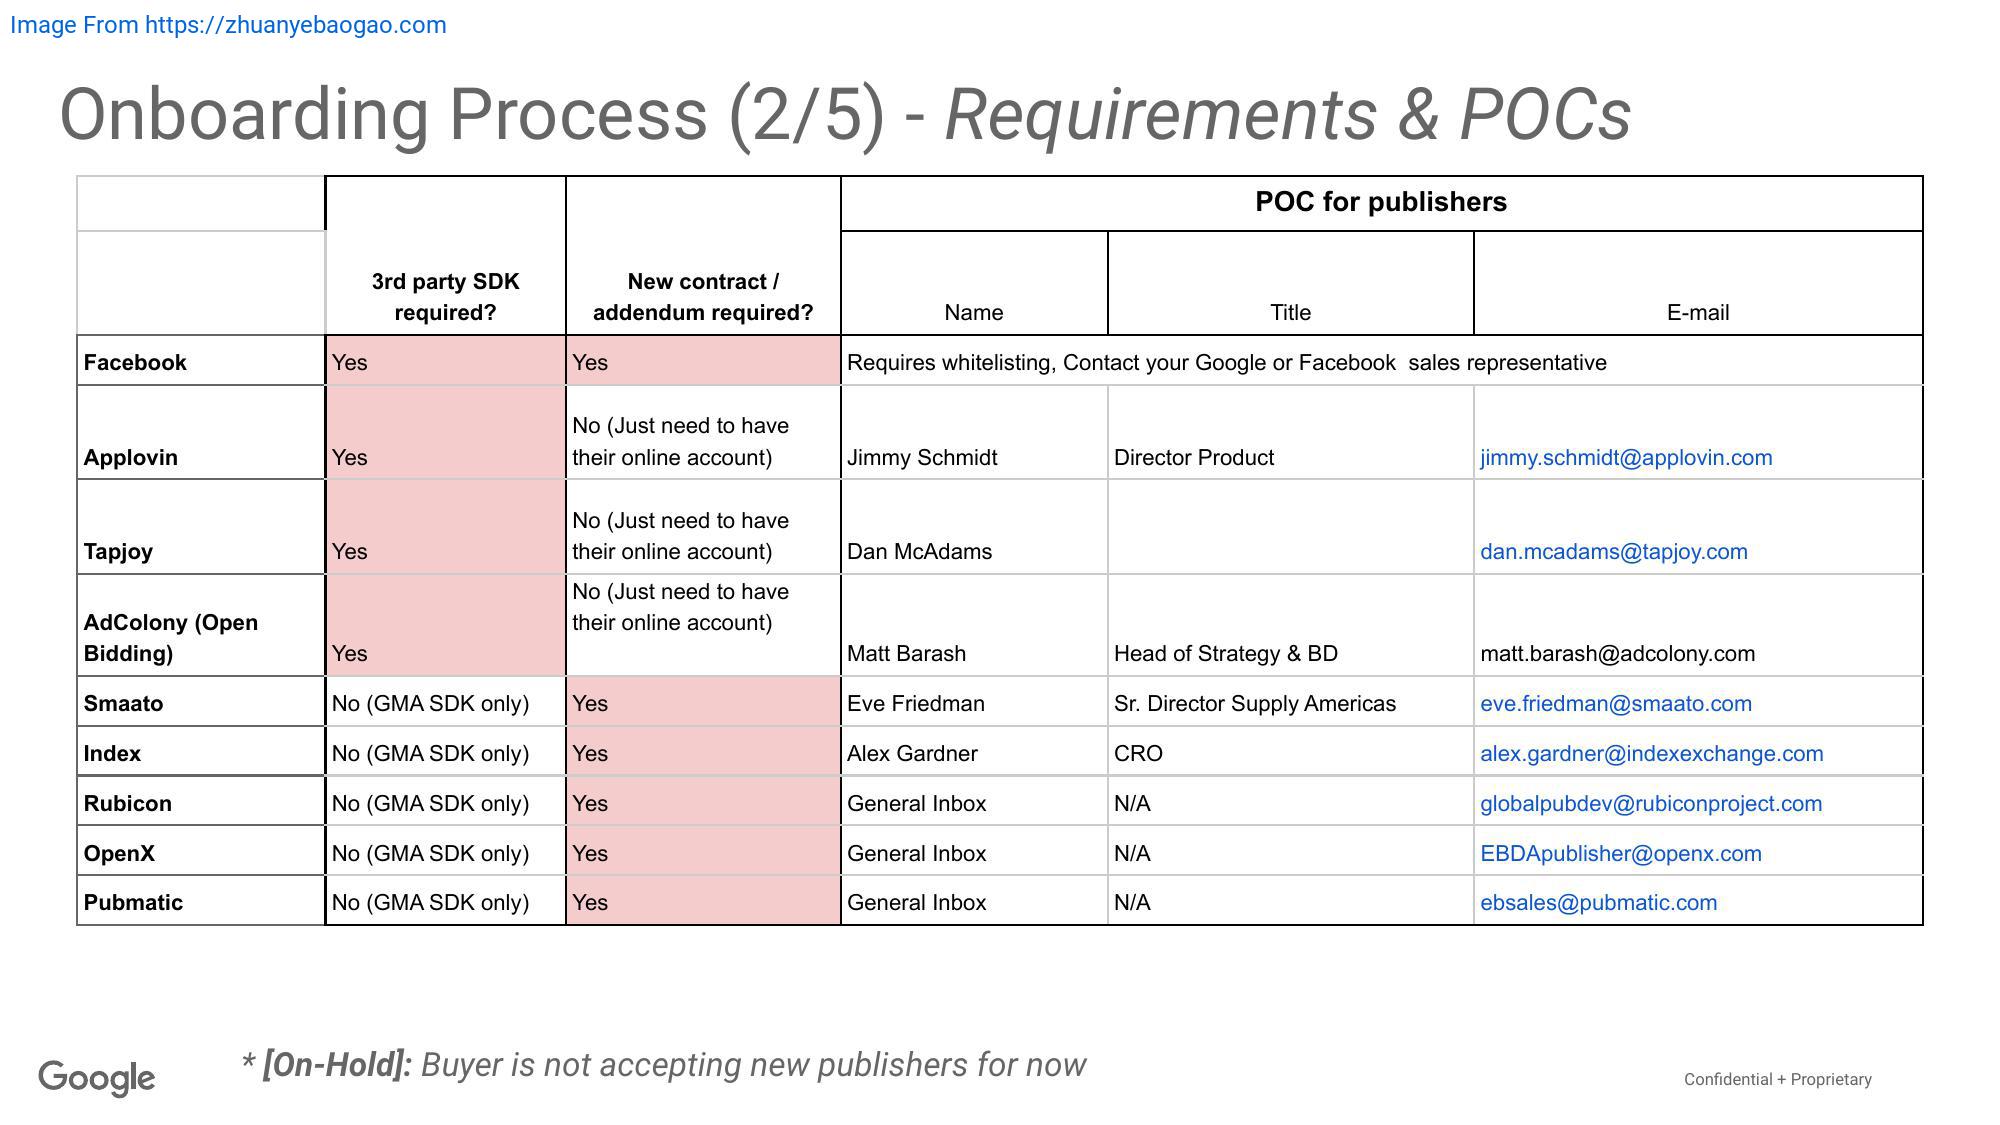 Image From https://zhuanyebaogao.com
Onboarding Process (2/5) - Requirements & POCs
POC for publishers
3rd party SDK
required?
New contract /
addendum required?
Name
Title
E-mail
Facebook
Yes
Yes
Requires whitelisting, Contact your Google or Facebook  sales representative
Applovin
Yes
No (Just need to have
their online account)
Jimmy Schmidt
Director Product
jimmy.schmidt@applovin.com
Tapjoy
Yes
No (Just need to have
their online account)
Dan McAdams
dan.mcadams@tapjoy.com
AdColony (Open
Bidding)
Yes
No (Just need to have
their online account)
Matt Barash
Head of Strategy & BD
matt.barash@adcolony.com
Smaato
No (GMA SDK only)
Yes
Eve Friedman
Sr. Director Supply Americas
eve.friedman@smaato.com
Index
No (GMA SDK only)
Yes
Alex Gardner
CRO
alex.gardner@indexexchange.com
Rubicon
No (GMA SDK only)
Yes
General Inbox
N/A
globalpubdev@rubiconproject.com
OpenX
No (GMA SDK only)
Yes
General Inbox
N/A
EBDApublisher@openx.com
Pubmatic
No (GMA SDK only)
Yes
General Inbox
N/A
ebsales@pubmatic.com
* [On-Hold]: Buyer is not accepting new publishers for now
Google
Confidential + Proprietary